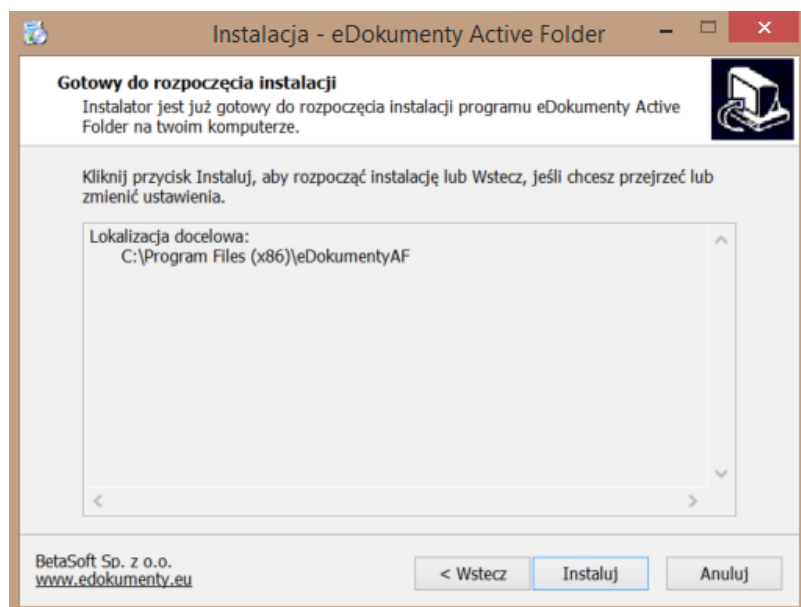 Instalacja - eDokumenty Active Folder
Gotowy do rozpoczęcia instalacji
Instalator jest już gotowy do rozpoczęcia instalacji programu eDokumenty Active
Folder na twoim komputerze.
Kliknij przycisk Instaluj, aby rozpocząć instalację lub Wstecz, jeśli chcesz przejrzeć lub
zmienić ustawienia.
Lokalizacja docelowa:
C:\Program Files (x86)\eDokumentyAF
BetaSoft Sp. z o.o.
www.edokumenty.eu
< Wstecz
Instaluj
Anuluj